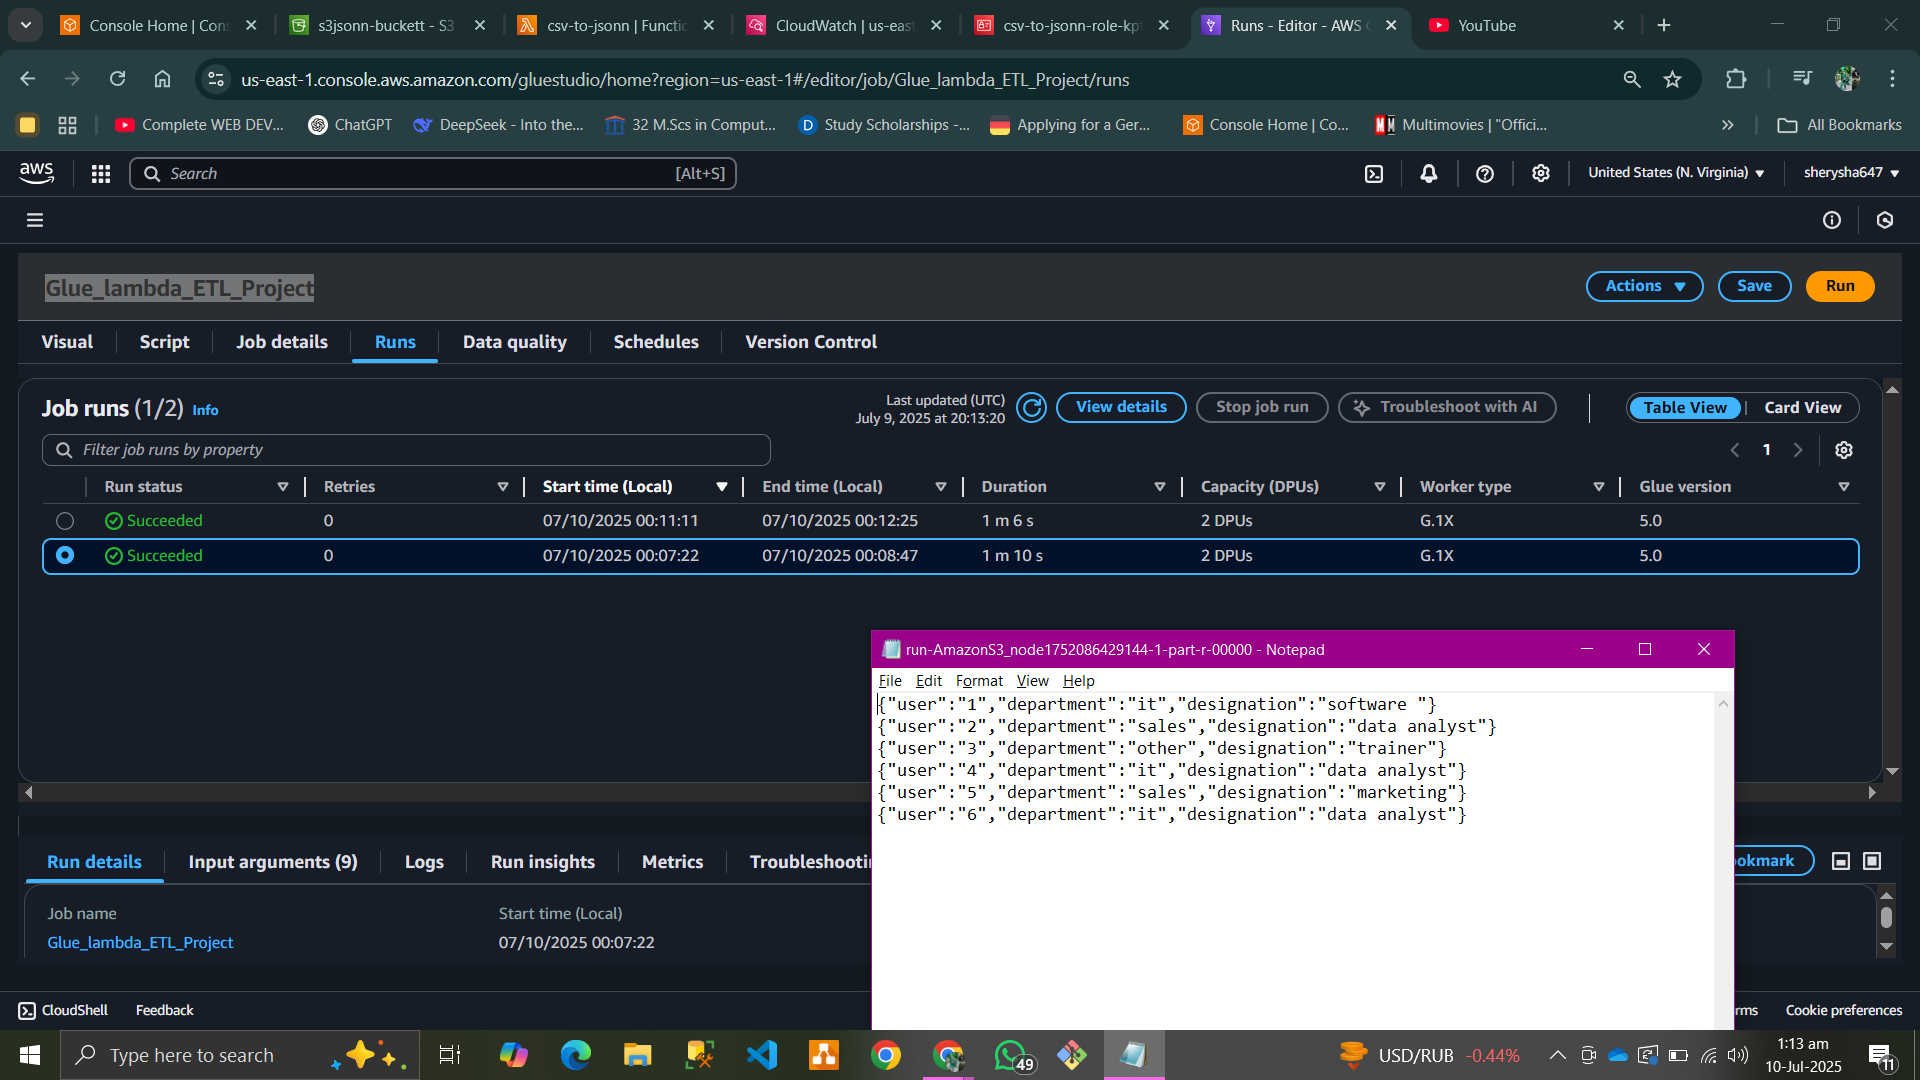 Console Home | Con
s3jsonn-buckett - S3
csv-to-jsonn | Functio
CloudWatch | us-east
csv-to-jsonn-role-kpt
Runs - Editor - AWS G
YouTube
us-east-1.console.aws.amazon.com/gluestudio/home?region=us-east-1#/editor/job/Glue_lambda_ETL_Project/runs
Complete WEB DEV...
ChatGPT
DeepSeek - Into the...
32 M.Scs in Comput...
Study Scholarships -...
Applying for a Ger...
Console Home | Co...
Multimovies | "Offici...
»
All Bookmarks
aws
Search
[Alt+S]
United States (N. Virginia)
sherysha647
Glue_lambda_ETL_Project
Actions
Save
Run
Visual
Script
Job details
Runs
Data quality
Schedules
Version Control
Job runs (1/2) Info
Last updated (UTC)
July 9, 2025 at 20:13:20
View details
Stop job run
Troubleshoot with AI
Table View
Card View
Filter job runs by property
1
Run status Retries Start time (Local) End time (Local) Duration Capacity (DPUs) Worker type Glue version
Succeeded 0 07/10/2025 00:11:11 07/10/2025 00:12:25 1 m 6 s 2 DPUs G.1X 5.0
Succeeded 0 07/10/2025 00:07:22 07/10/2025 00:08:47 1 m 10 s 2 DPUs G.1X 5.0
run-AmazonS3_node1752086429144-1-part-r-00000 - Notepad
File Edit Format View Help
{"user":"1","department":"it","designation":"software "}
{"user":"2","department":"sales","designation":"data analyst"}
{"user":"3","department":"other","designation":"trainer"}
{"user":"4","department":"it","designation":"data analyst"}
{"user":"5","department":"sales","designation":"marketing"}
{"user":"6","department":"it","designation":"data analyst"}
Run details
Input arguments (9)
Logs
Run insights
Metrics
Troubleshootin
ookmark
Job name
Start time (Local)
Glue_lambda_ETL_Project
07/10/2025 00:07:22
CloudShell
Feedback
rms
Cookie preferences
Type here to search
49
USD/RUB -0.44%
1:13 am
10-Jul-2025
11